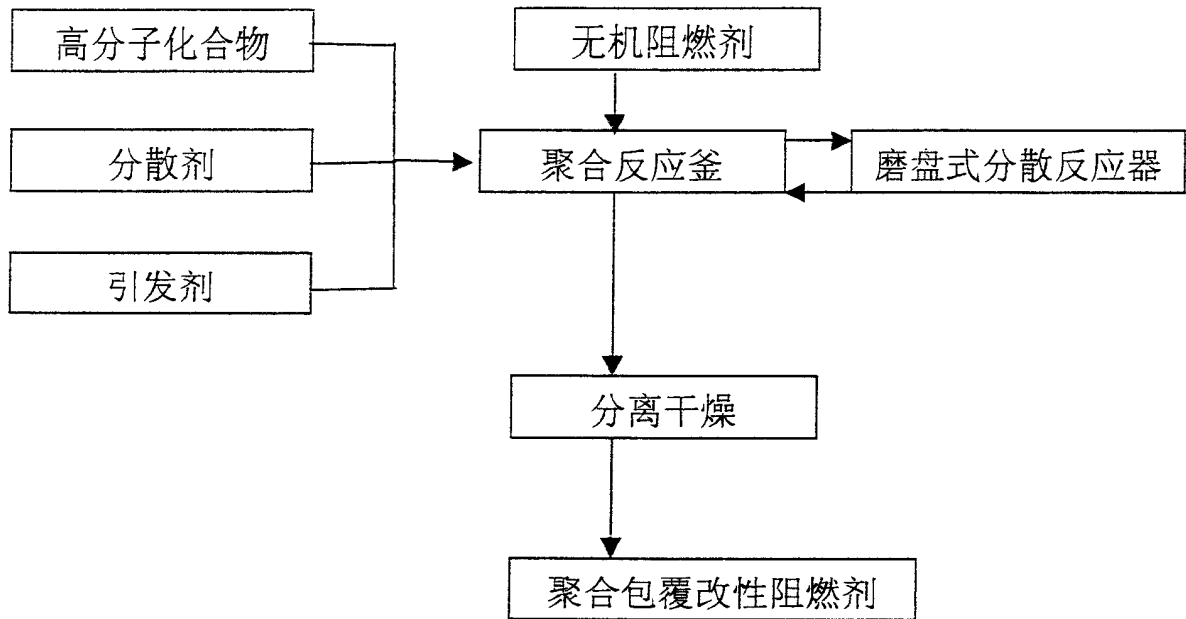 高分子化合物
无机阻燃剂
分散剂
聚合反应釜
磨盘式分散反应器
引发剂
分离干燥
聚合包覆改性阻燃剂